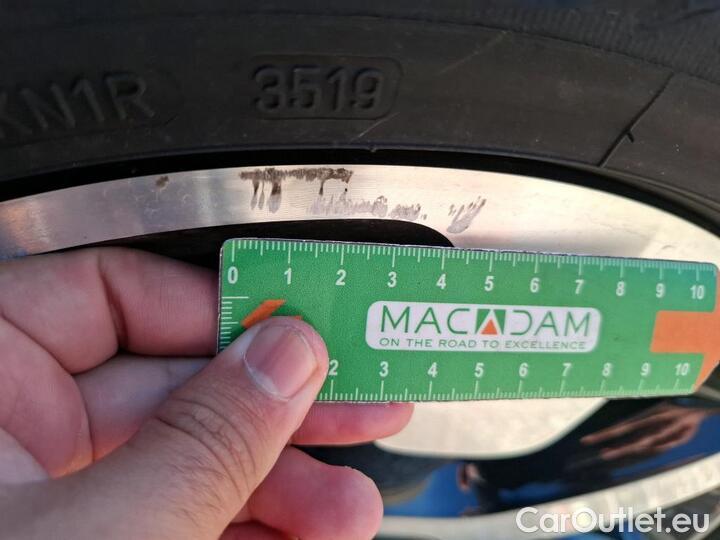 KN1R 3519
0 1 2 3 4 5 6 7 8 9 10
MACADAM
ON THE ROAD TO EXCELLENCE
2 3 4 5 6 7 8 9 10
CarOutlet.eu